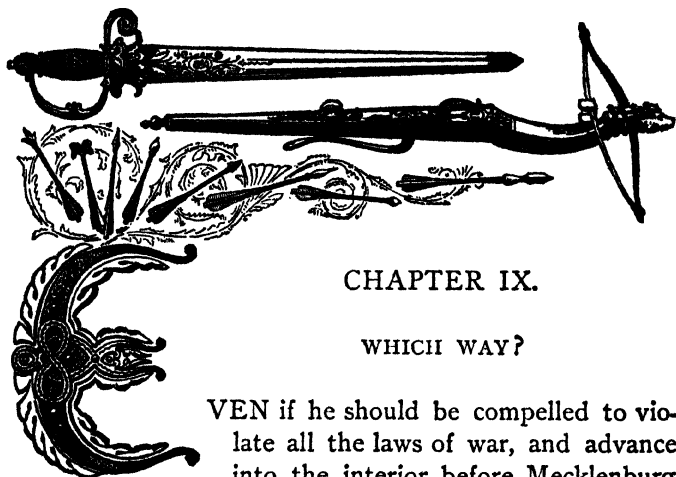 CHAPTER IX.
WHICH WAY?
EVEN if he should be compelled to vio-
late all the laws of war, and advance
into the interior before Mecklenburg